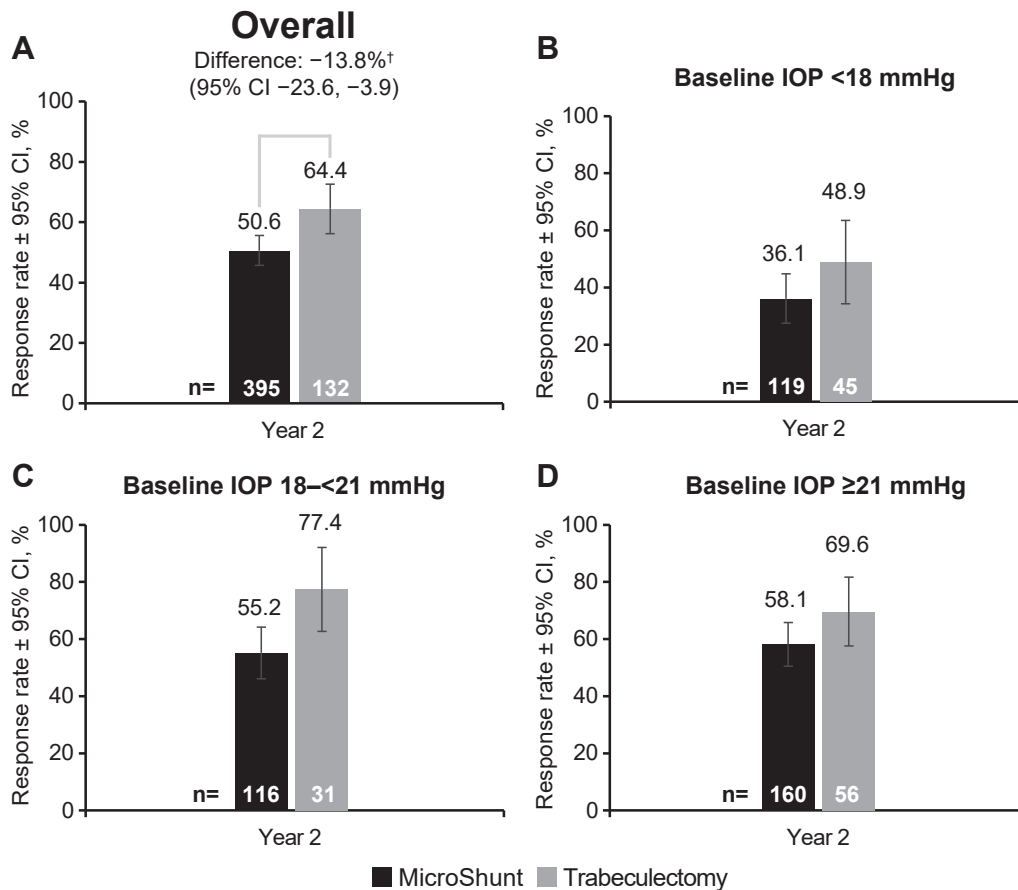 A
Overall
Difference: −13.8%†
(95% CI −23.6, −3.9)
Response rate ± 95% CI, %
100
80
60
40
20
0
50.6
64.4
n= 395 132
Year 2
B
Baseline IOP <18 mmHg
Response rate ± 95% CI, %
100
80
60
40
20
0
36.1
48.9
n= 119 45
Year 2
C
Baseline IOP 18–<21 mmHg
Response rate ± 95% CI, %
100
80
60
40
20
0
55.2
77.4
n= 116 31
Year 2
D
Baseline IOP ≥21 mmHg
Response rate ± 95% CI, %
100
80
60
40
20
0
58.1
69.6
n= 160 56
Year 2
MicroShunt Trabeculectomy